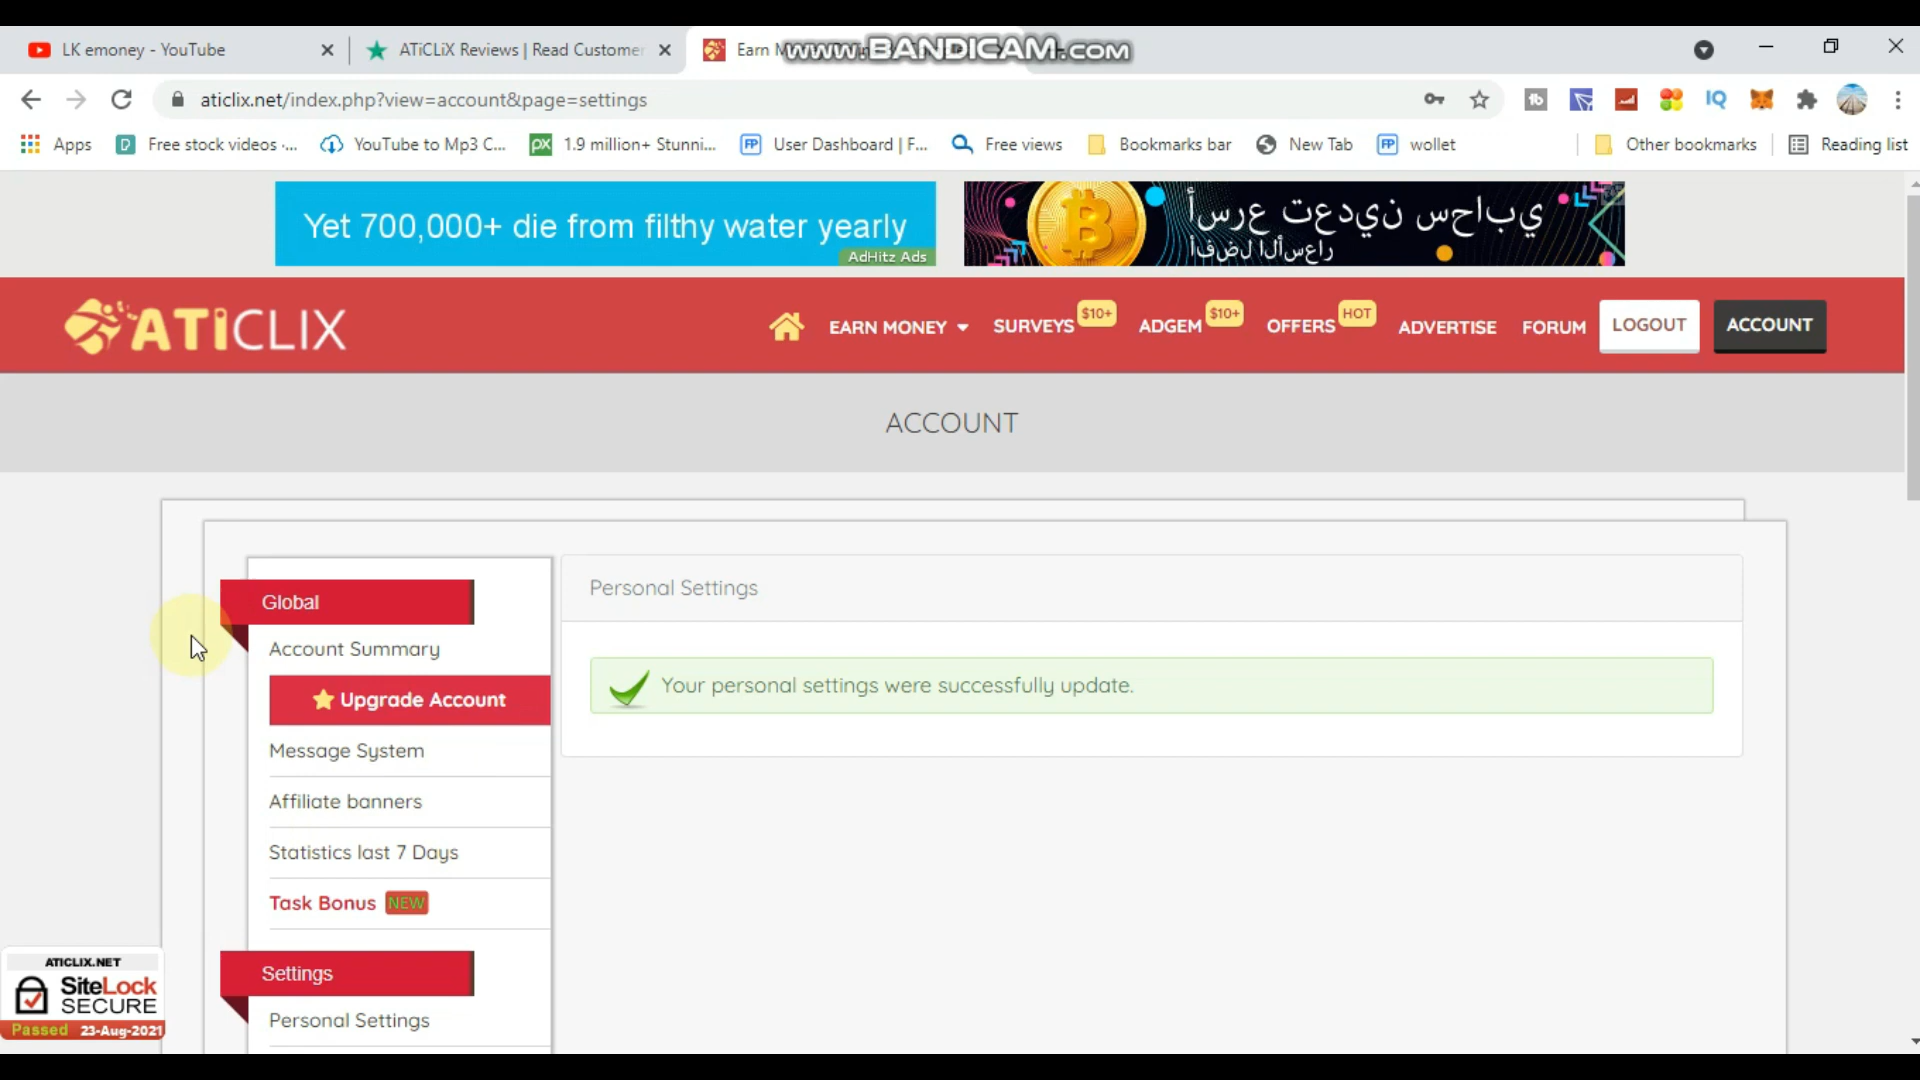 LK emoney - YouTube
ATiCLiX Reviews | Read Customer
Earn M
www.BANDICAM.com
aticlix.net/index.php?view=account&page=settings
Apps
Free stock videos -...
YouTube to Mp3 C...
1.9 million+ Stunni...
User Dashboard | F...
Free views
Bookmarks bar
New Tab
wollet
Other bookmarks
Reading list
Yet 700,000+ die from filthy water yearly
AdHitz Ads
ATiCLIX
EARN MONEY
SURVEYS $10+
ADGEM $10+
OFFERS HOT
ADVERTISE
FORUM
LOGOUT
ACCOUNT
ACCOUNT
Global
Account Summary
Upgrade Account
Message System
Affiliate banners
Statistics last 7 Days
Task Bonus NEW
Settings
Personal Settings
Personal Settings
Your personal settings were successfully update.
ATICLIX.NET
SiteLock
SECURE
Passed 23-Aug-2021